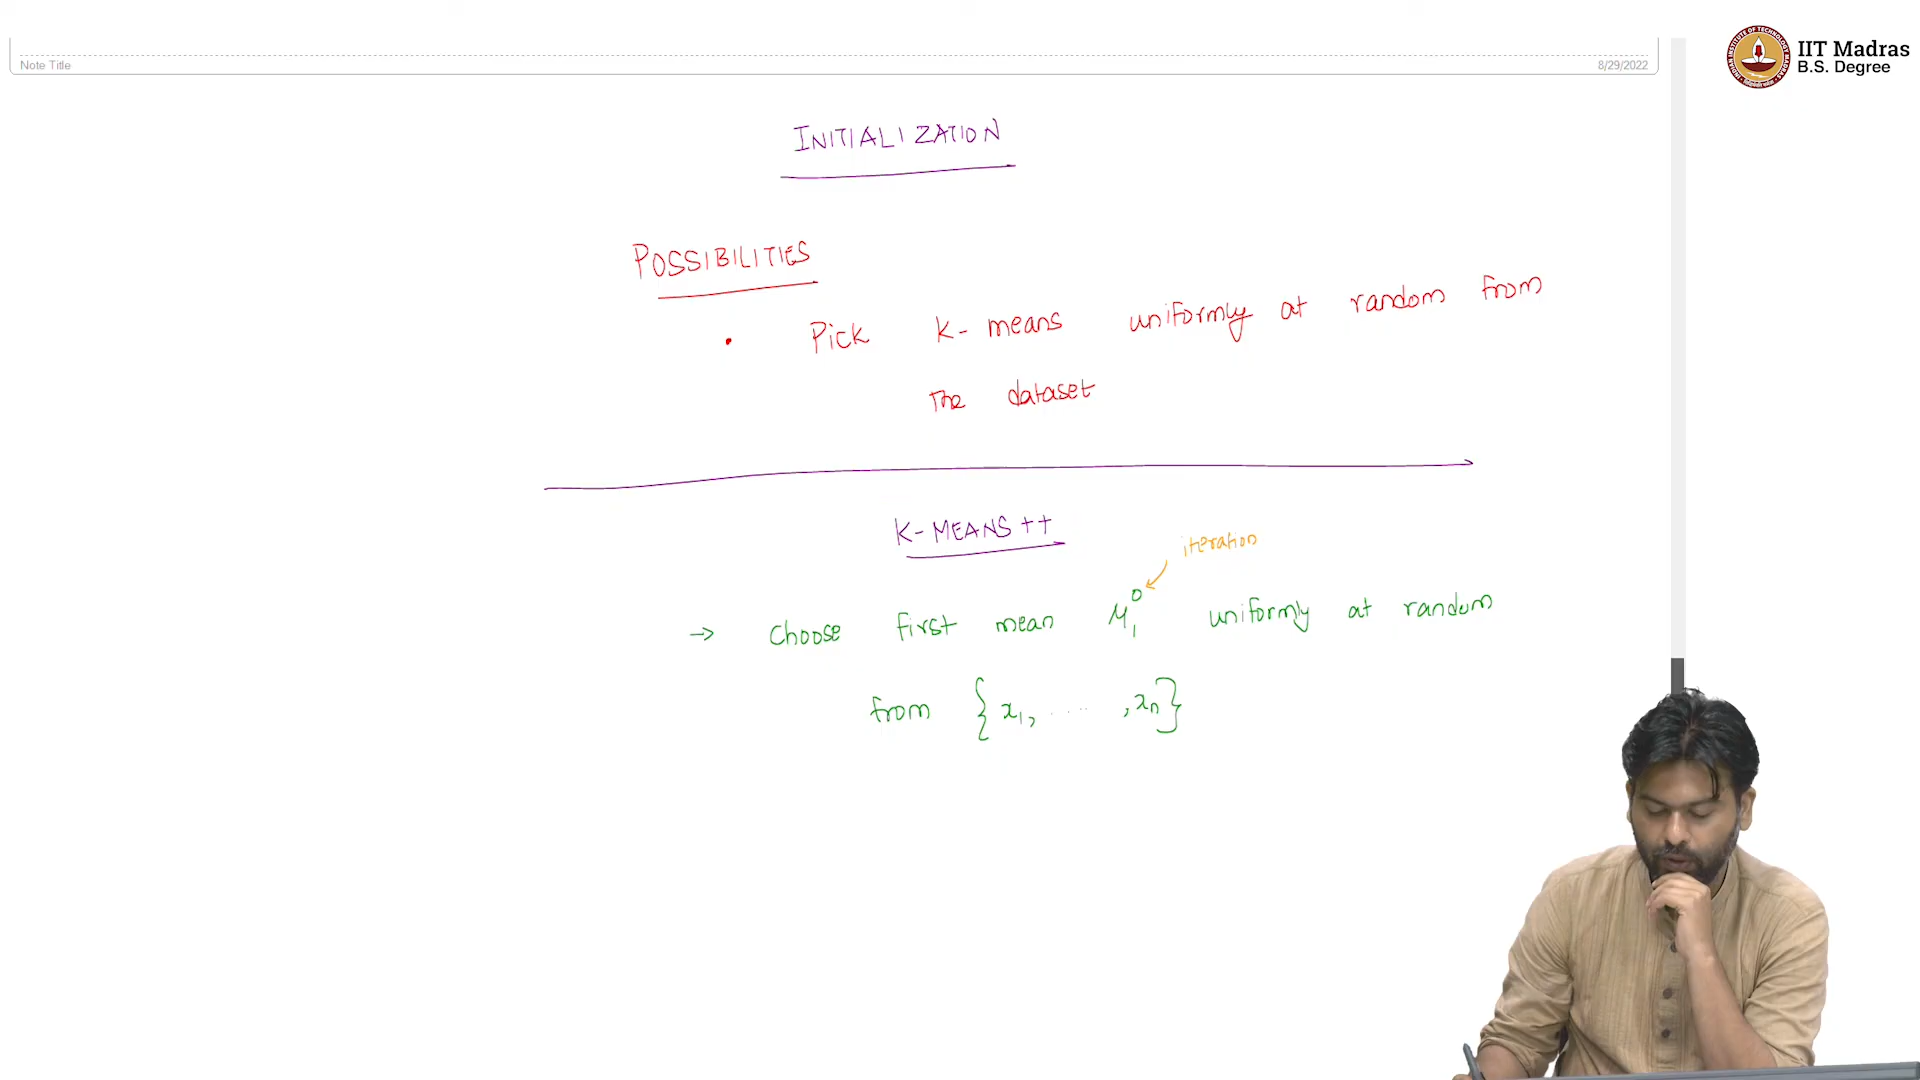 Note Title
8/29/2022
IIT Madras
B.S. Degree
INITIALIZATION
POSSIBILITIES
• Pick K- means uniformly at random from
the dataset
K-MEANS++
iteration
→ Choose first mean μ₁⁰ uniformly at random
from {x₁, ..... , xₙ}